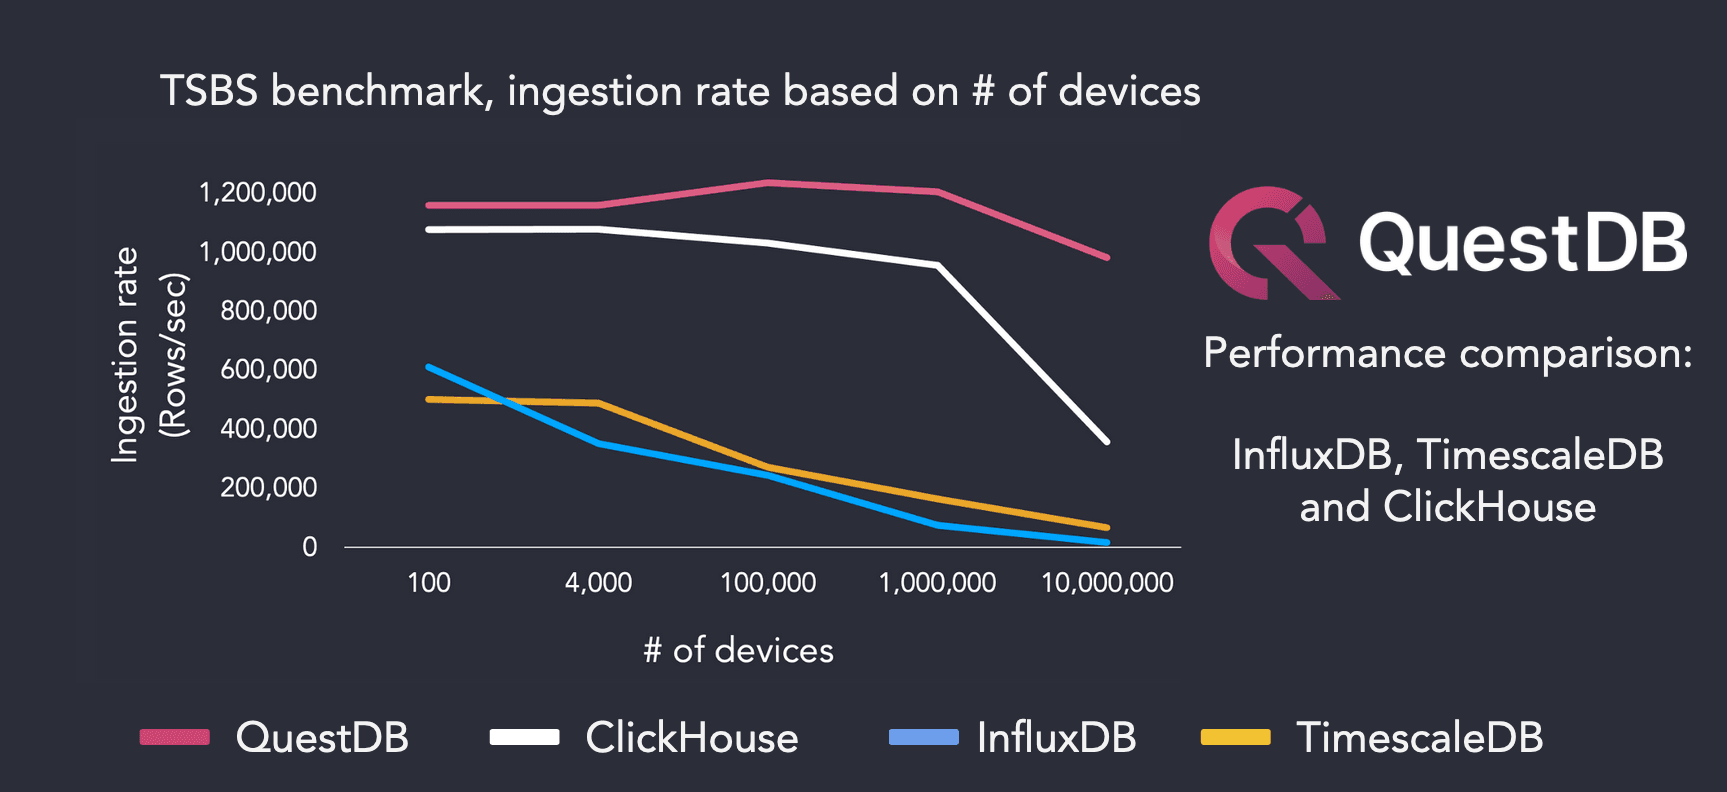 TSBS benchmark, ingestion rate based on # of devices
Ingestion rate
(Rows/sec)
1,200,000
1,000,000
800,000
600,000
400,000
200,000
0
100
4,000
100,000
1,000,000
10,000,000
# of devices
QuestDB
Performance comparison:
InfluxDB, TimescaleDB
and ClickHouse
QuestDB
ClickHouse
InfluxDB
TimescaleDB